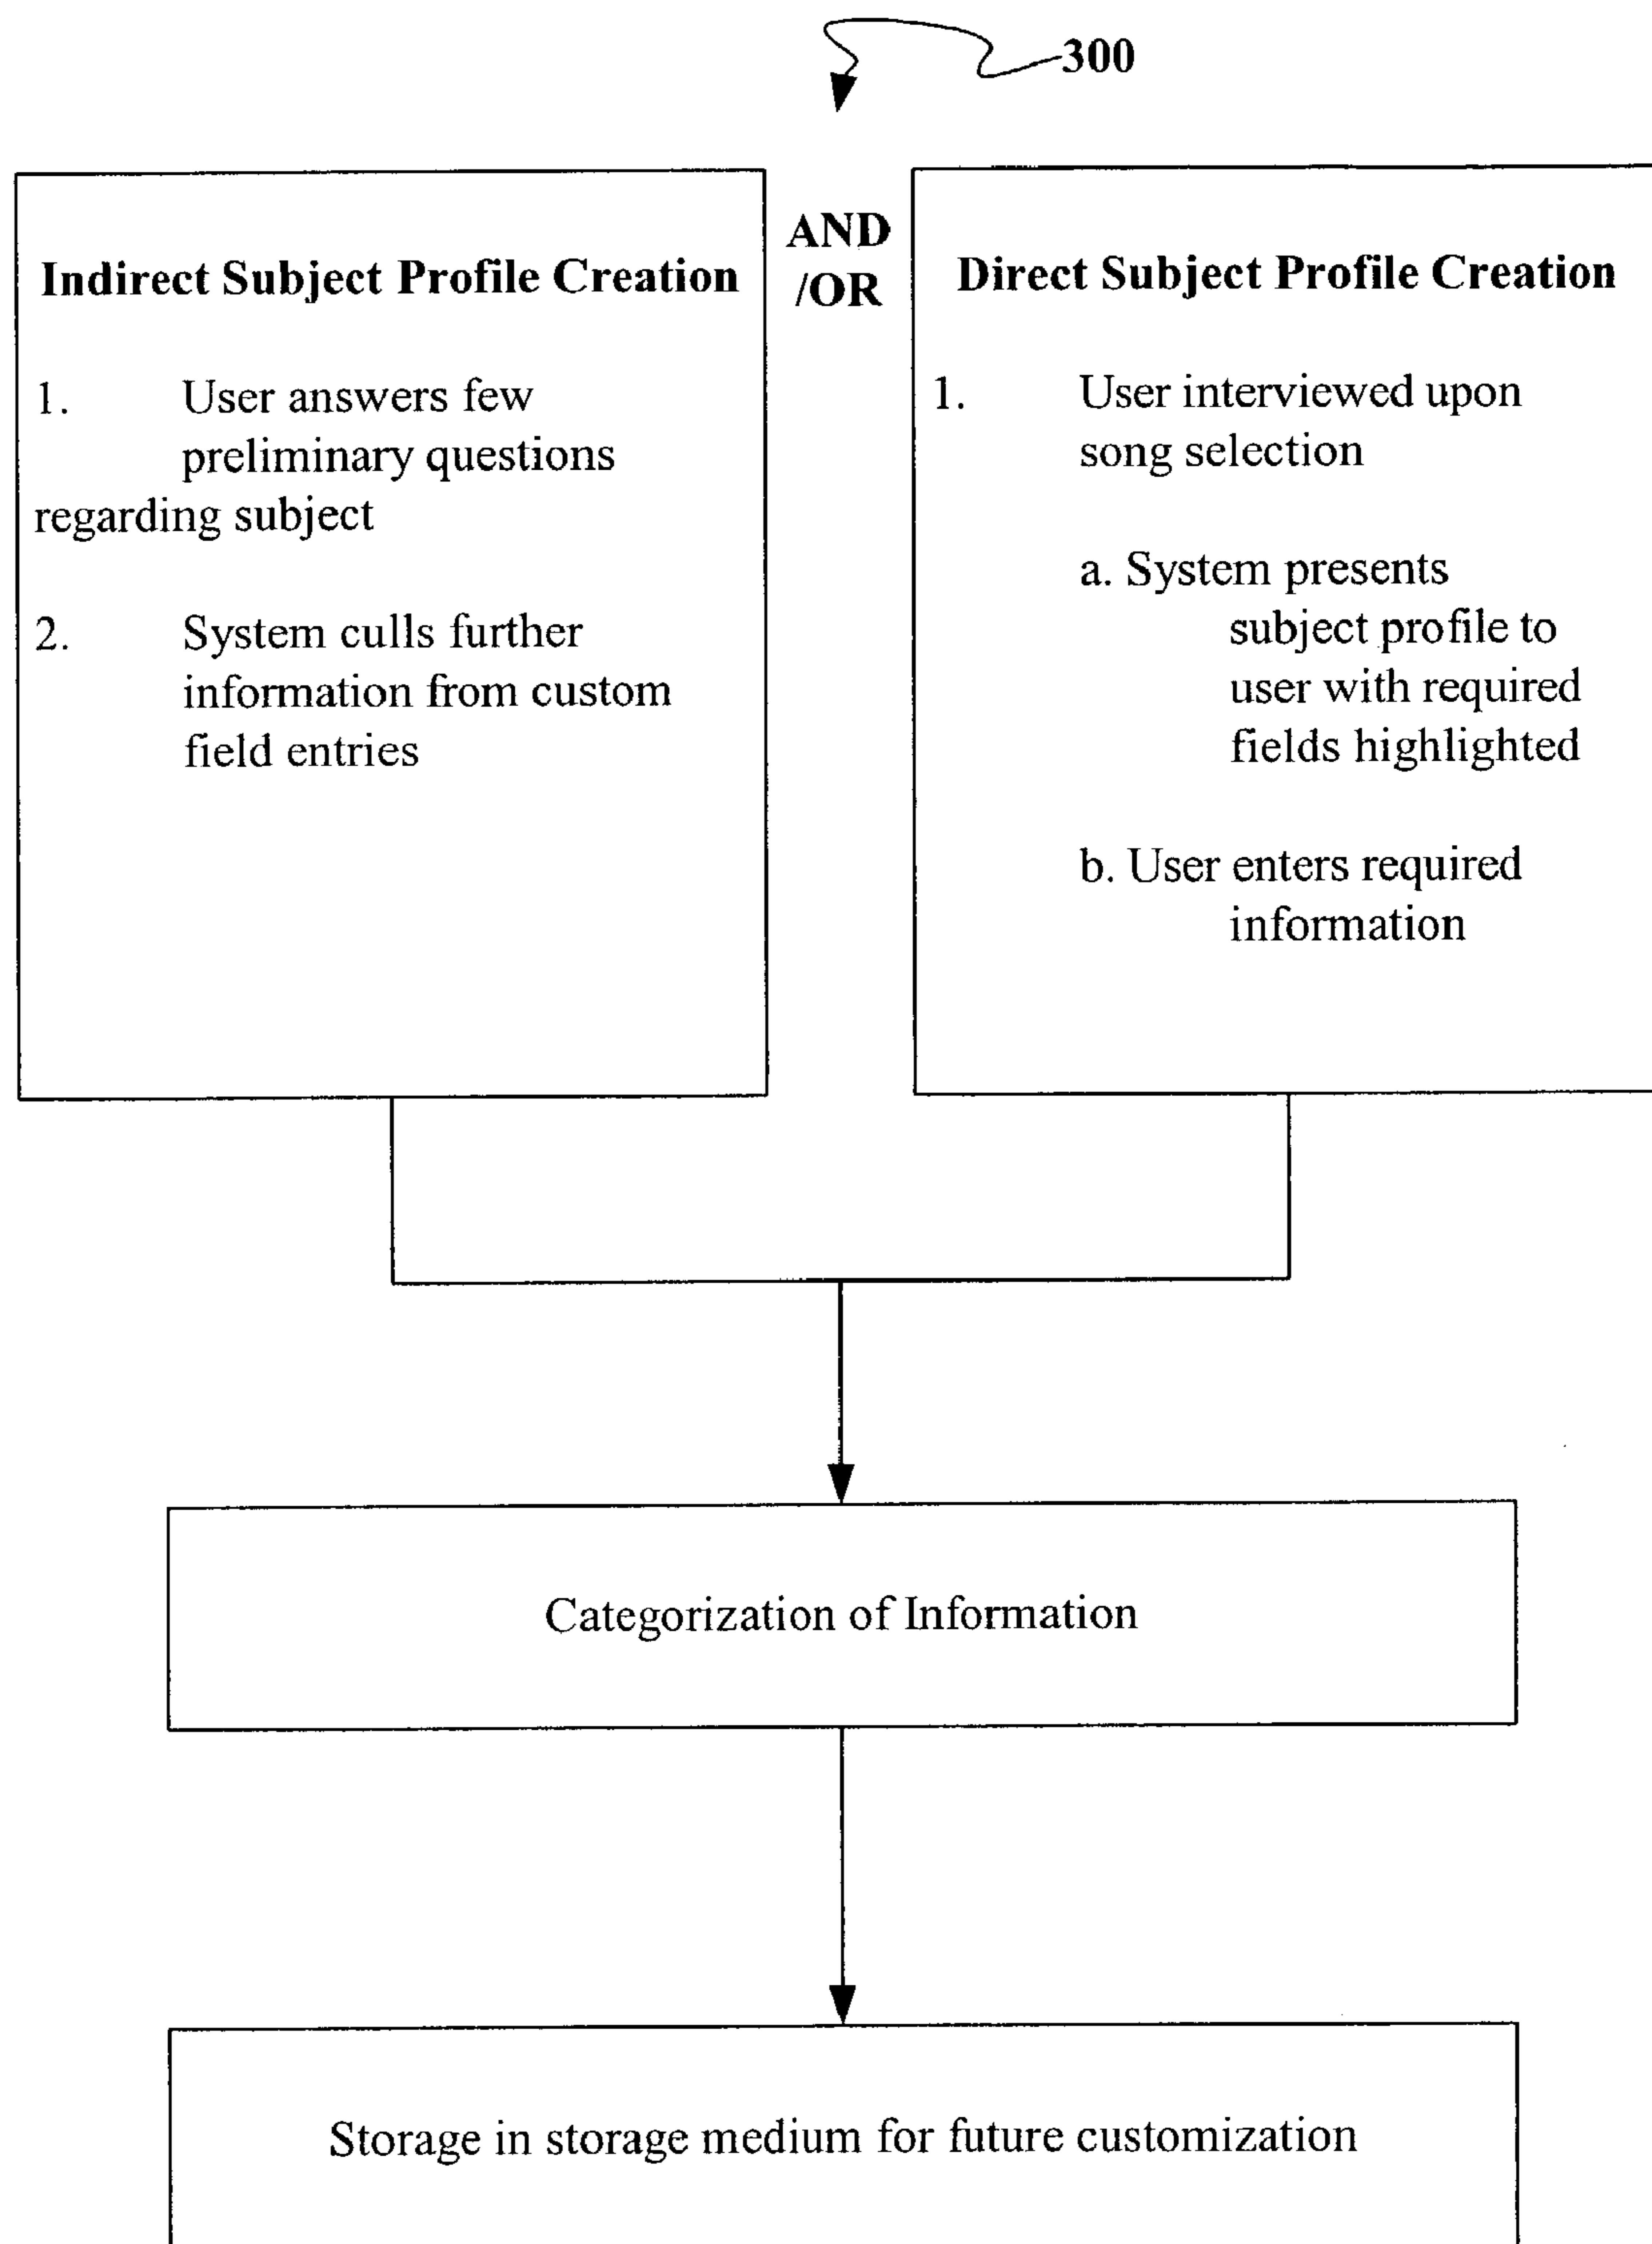 300
Indirect Subject Profile Creation
1. User answers few
preliminary questions
regarding subject
2. System culls further
information from custom
field entries
AND
/OR
Direct Subject Profile Creation
1. User interviewed upon
song selection
a. System presents
subject profile to
user with required
fields highlighted
b. User enters required
information
Categorization of Information
Storage in storage medium for future customization